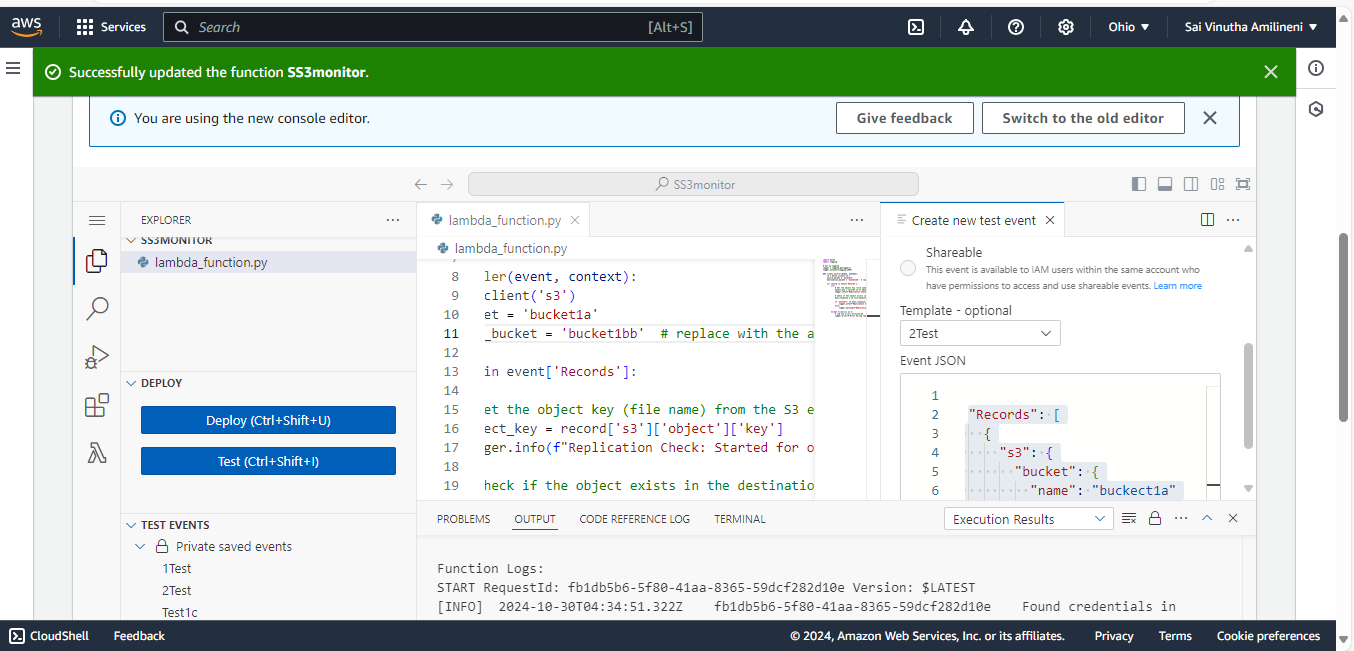 aws
Services
Search
[Alt+S]
Ohio ▼
Sai Vinutha Amilineni ▼
Successfully updated the function SS3monitor.
You are using the new console editor.
Give feedback
Switch to the old editor
SS3monitor
EXPLORER
SS3MONITOR
lambda_function.py
DEPLOY
Deploy (Ctrl+Shift+U)
Test (Ctrl+Shift+I)
TEST EVENTS
Private saved events
1Test
2Test
Test1c
lambda_function.py
lambda_function.py
8 ler(event, context):
9 client('s3')
10 et = 'bucket1a'
11 _bucket = 'bucket1bb'  # replace with the a
12
13 in event['Records']:
14
15 et the object key (file name) from the S3 e
16 ect_key = record['s3']['object']['key']
17 ger.info(f"Replication Check: Started for o
18
19 heck if the object exists in the destinatio
Create new test event
Shareable
This event is available to IAM users within the same account who
have permissions to access and use shareable events. Learn more
Template - optional
2Test
Event JSON
1
2 "Records": [
3 {
4 "s3": {
5 "bucket": {
6 "name": "buckect1a"
PROBLEMS
OUTPUT
CODE REFERENCE LOG
TERMINAL
Execution Results
Function Logs:
START RequestId: fb1db5b6-5f80-41aa-8365-59dcf282d10e Version: $LATEST
[INFO]  2024-10-30T04:34:51.322Z    fb1db5b6-5f80-41aa-8365-59dcf282d10e    Found credentials in
CloudShell
Feedback
© 2024, Amazon Web Services, Inc. or its affiliates.
Privacy
Terms
Cookie preferences